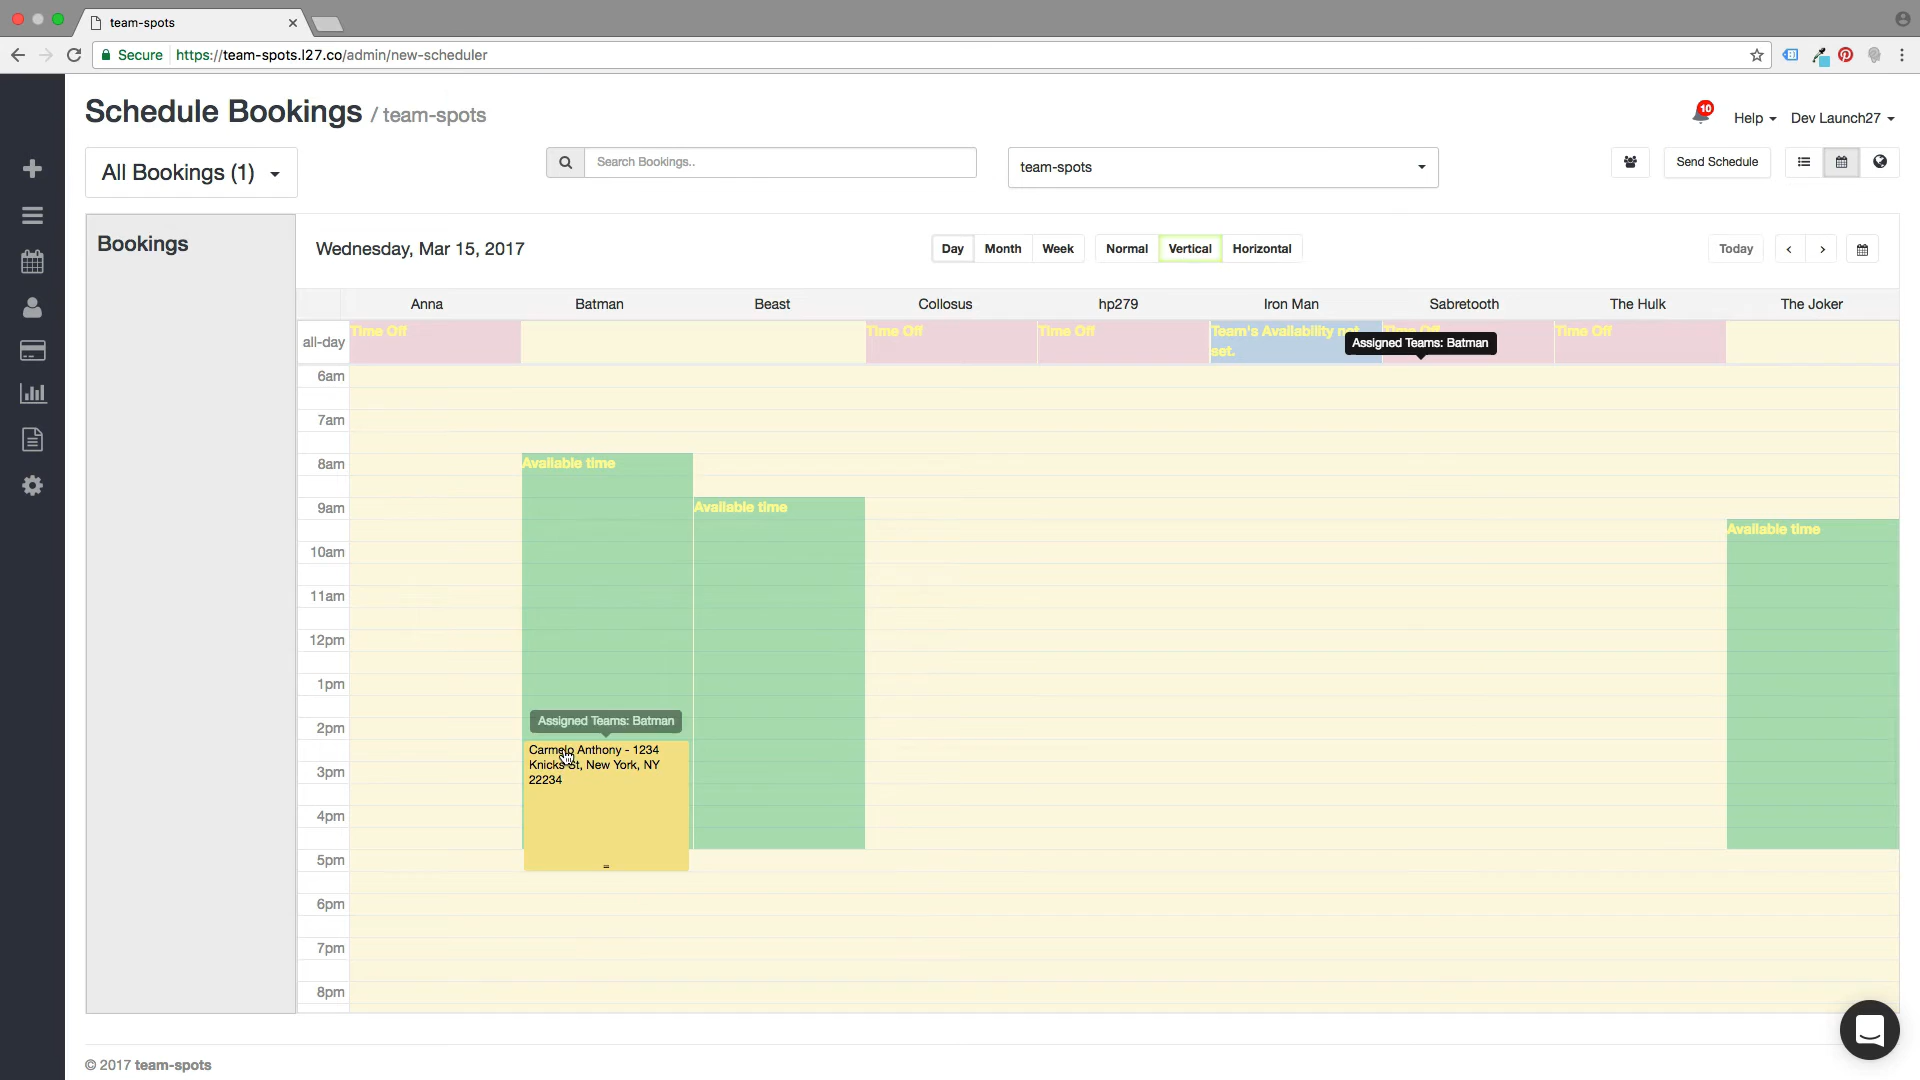 team-spots
Secure https://team-spots.l27.co/admin/new-scheduler
Schedule Bookings / team-spots
10
Help
Dev Launch27
All Bookings (1)
Search Bookings..
team-spots
Send Schedule
Bookings
Wednesday, Mar 15, 2017
Day Month Week
Normal Vertical Horizontal
Today
Anna Batman Beast Collosus hp279 Iron Man Sabretooth The Hulk The Joker
all-day
Time Off
Time Off
Time Off
Team's Availability not
set.
Time Off
Time Off
Assigned Teams: Batman
6am
7am
8am
Available time
9am
Available time
Available time
10am
11am
12pm
1pm
2pm
Assigned Teams: Batman
Carmelo Anthony - 1234
Knicks St, New York, NY
22234
3pm
4pm
5pm
6pm
7pm
8pm
© 2017 team-spots